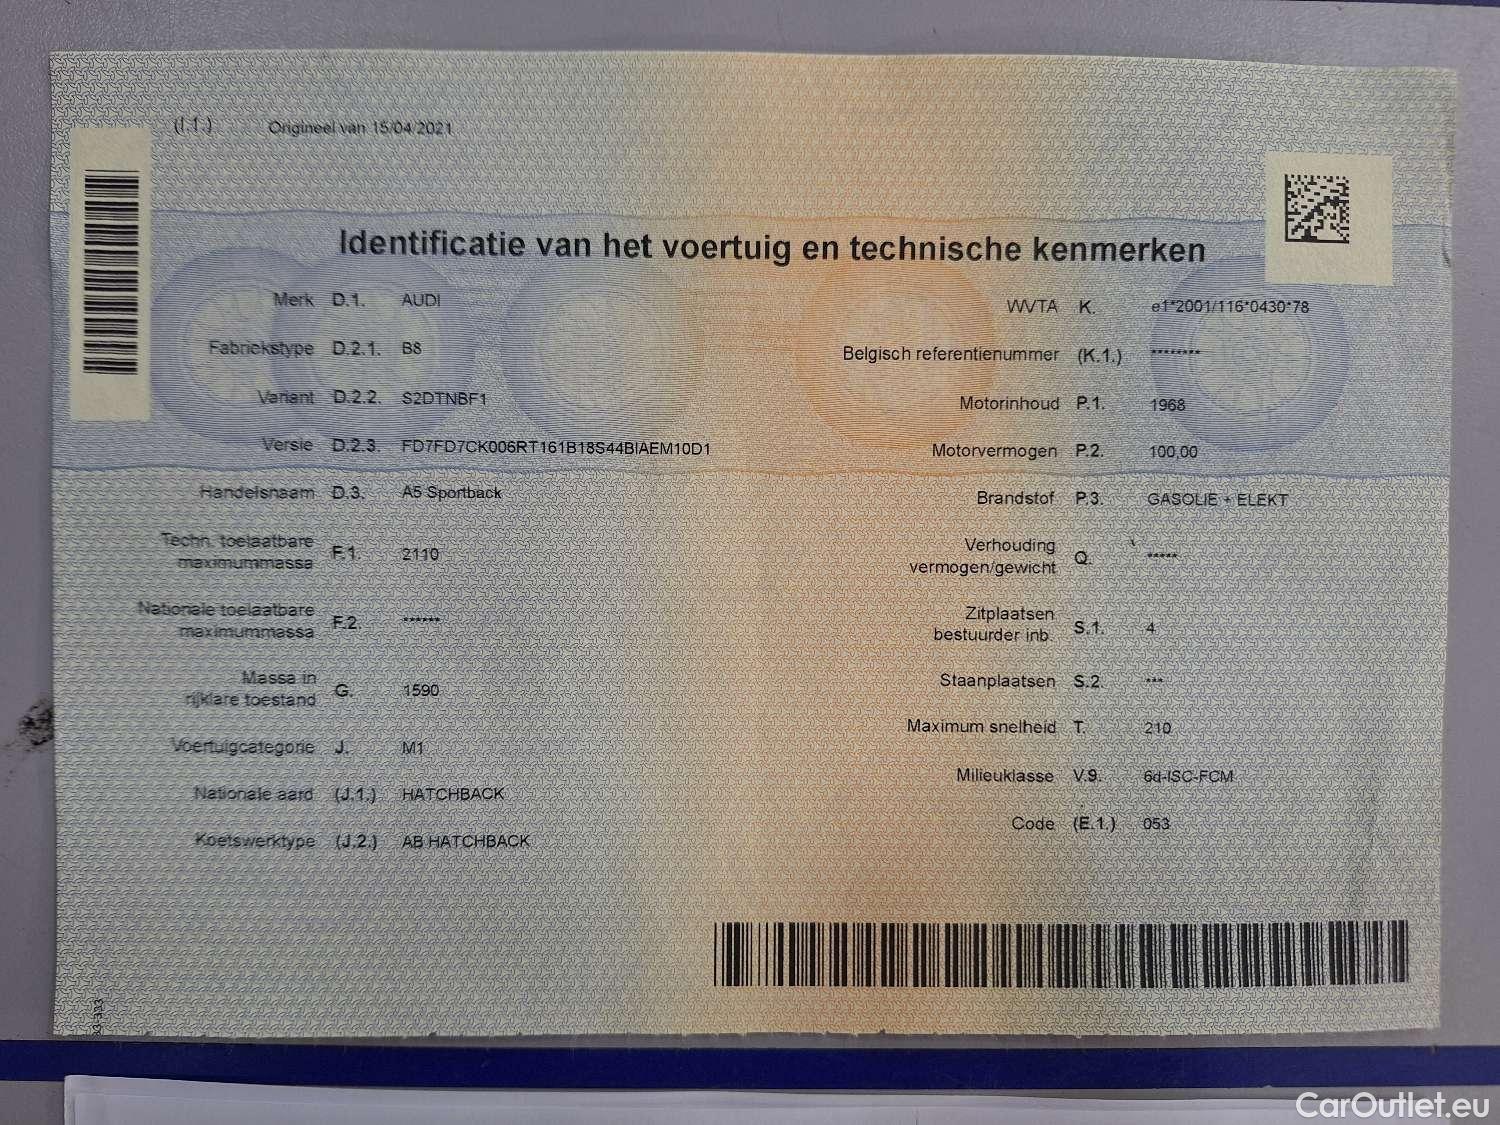 (I.1.) Origineel van 15/04/2021
Identificatie van het voertuig en technische kenmerken
Merk D.1. AUDI
Fabriekstype D.2.1. B8
Variant D.2.2. S2DTNBF1
Versie D.2.3. FD7FD7CK006RT161B18S44BIAEM10D1
Handelsnaam D.3. A5 Sportback
Techn. toelaatbare
maximummassa F.1. 2110
Nationale toelaatbare
maximummassa F.2. ******
Massa in
rijklare toestand G. 1590
Voertuigcategorie J. M1
Nationale aard (J.1.) HATCHBACK
Koetswerktype (J.2.) AB HATCHBACK
WVTA K. e1*2001/116*0430*78
Belgisch referentienummer (K.1.) ********
Motorinhoud P.1. 1968
Motorvermogen P.2. 100,00
Brandstof P.3. GASOLIE + ELEKT
Verhouding
vermogen/gewicht Q. *****
Zitplaatsen
bestuurder inb. S.1. 4
Staanplaatsen S.2. ***
Maximum snelheid T. 210
Milieuklasse V.9. 6d-ISC-FCM
Code (E.1.) 053
CarOutlet.eu